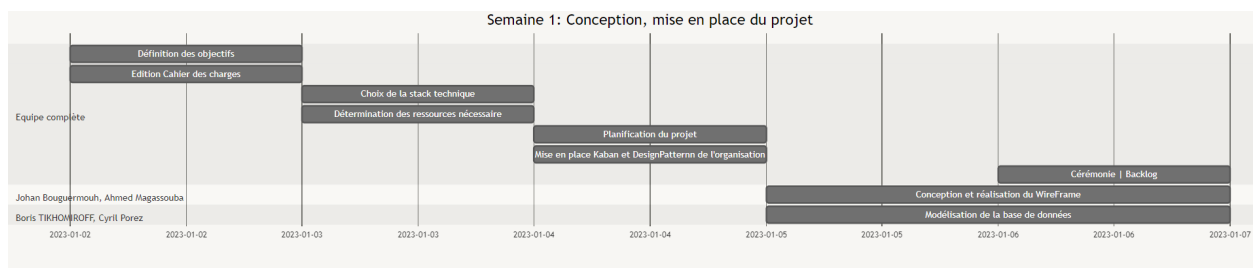 Semaine 1: Conception, mise en place du projet
Définition des objectifs
Edition Cahier des charges
Choix de la stack technique
Equipe complète
Détermination des ressources nécessaire
Planification du projet
Mise en place Kaban et DesignPatternn de l'organisation
Cérémonie | Backlog
Johan Bouguermouh, Ahmed Magassouba
Conception et réalisation du WireFrame
Boris TIKHOMIROFF, Cyril Porez
Modélisation de la base de données
2023-01-02 2023-01-02 2023-01-03 2023-01-03 2023-01-04 2023-01-04 2023-01-05 2023-01-05 2023-01-06 2023-01-06 2023-01-07